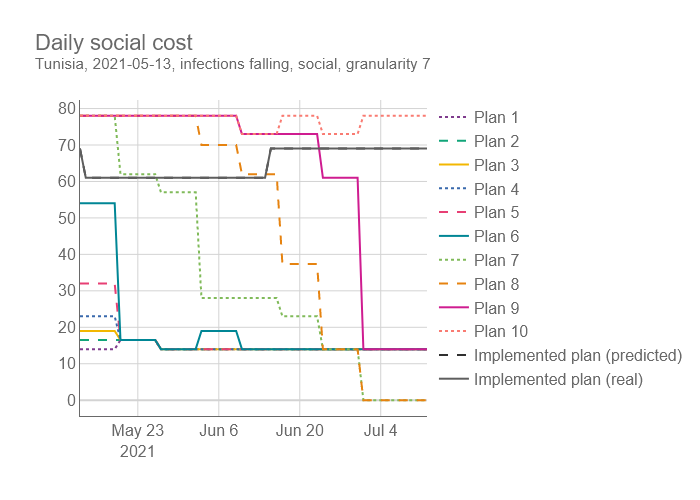 Daily social cost
Tunisia, 2021-05-13, infections falling, social, granularity 7
80
70
60
50
40
30
20
10
0
May 23
2021
Jun 6
Jun 20
Jul 4
Plan 1
Plan 2
Plan 3
Plan 4
Plan 5
Plan 6
Plan 7
Plan 8
Plan 9
Plan 10
Implemented plan (predicted)
Implemented plan (real)